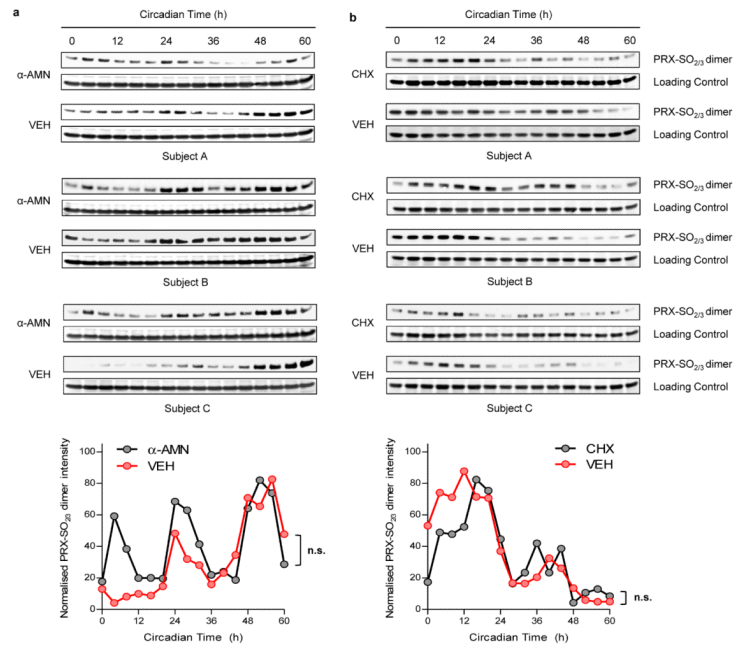 a
Circadian Time (h)
0 12 24 36 48 60
α-AMN
VEH
Subject A
α-AMN
VEH
Subject B
α-AMN
VEH
Subject C
b
Circadian Time (h)
0 12 24 36 48 60
CHX
PRX-SO2/3 dimer
Loading Control
VEH
PRX-SO2/3 dimer
Loading Control
Subject A
CHX
PRX-SO2/3 dimer
Loading Control
VEH
PRX-SO2/3 dimer
Loading Control
Subject B
CHX
PRX-SO2/3 dimer
Loading Control
VEH
PRX-SO2/3 dimer
Loading Control
Subject C
Normalised PRX-SO2/3 dimer intensity
100
80
60
40
20
0
α-AMN
VEH
n.s.
0 12 24 36 48 60
Circadian Time (h)
Normalised PRX-SO2/3 dimer intensity
100
80
60
40
20
0
CHX
VEH
n.s.
0 12 24 36 48 60
Circadian Time (h)